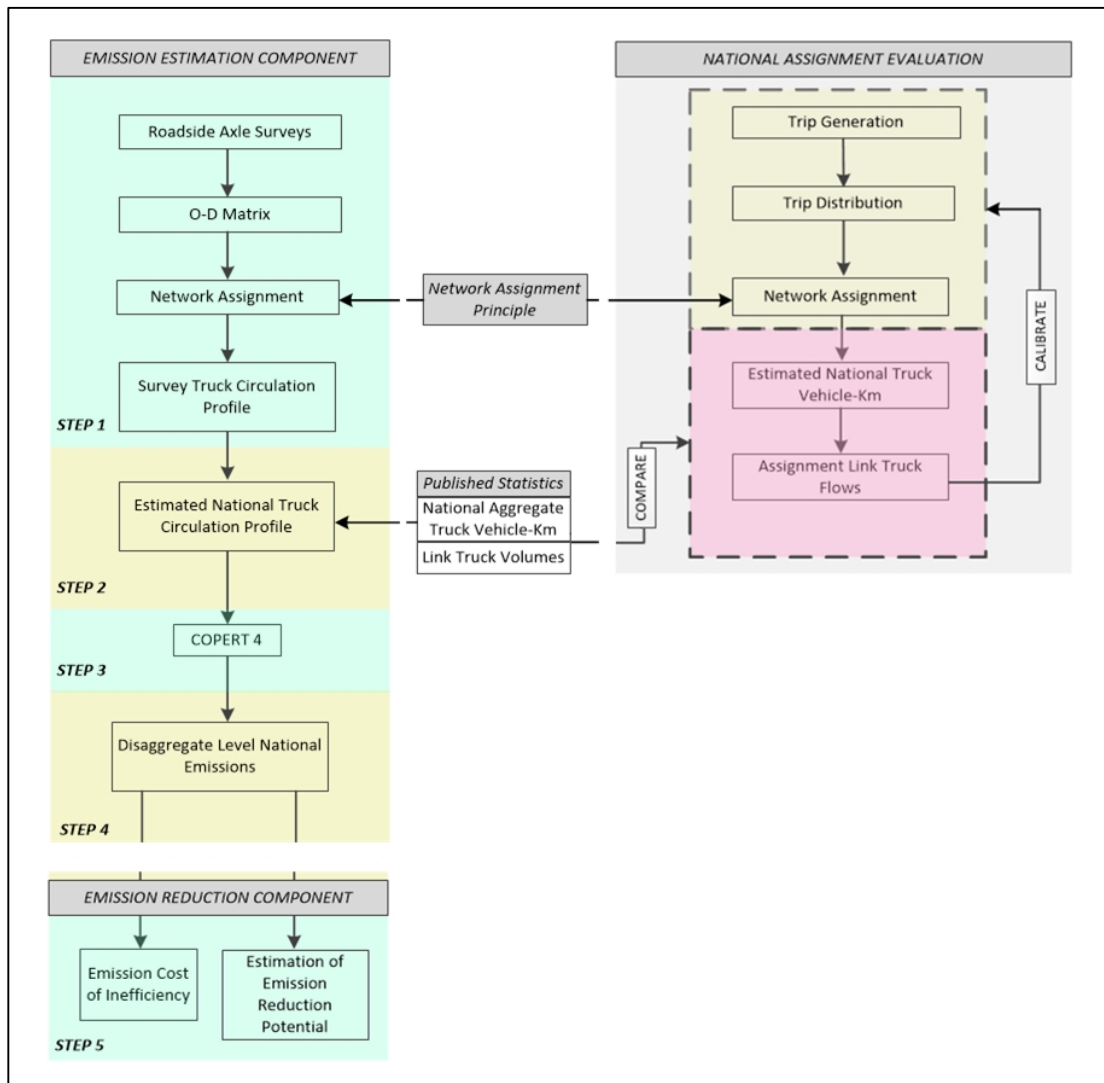 EMISSION ESTIMATION COMPONENT
Roadside Axle Surveys
O-D Matrix
Network Assignment
Survey Truck Circulation
Profile
STEP 1
Estimated National Truck
Circulation Profile
STEP 2
COPERT 4
STEP 3
Disaggregate Level National
Emissions
STEP 4
EMISSION REDUCTION COMPONENT
Emission Cost
of Inefficiency
Estimation of
Emission
Reduction
Potential
STEP 5
Network Assignment
Principle
Published Statistics
National Aggregate
Truck Vehicle-Km
Link Truck Volumes
COMPARE
NATIONAL ASSIGNMENT EVALUATION
Trip Generation
Trip Distribution
Network Assignment
Estimated National Truck
Vehicle-Km
Assignment Link Truck
Flows
CALIBRATE